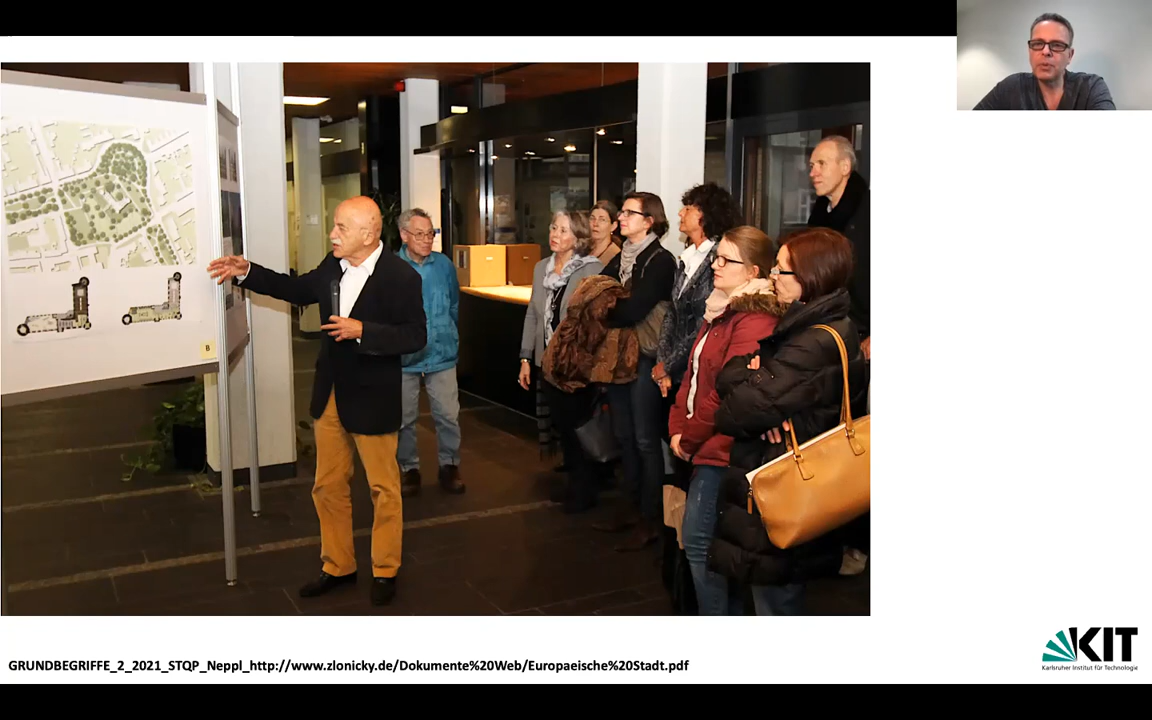 B
GRUNDBEGRIFFE_2_2021_STQP_Neppl_http://www.zlonicky.de/Dokumente%20Web/Europaeische%20Stadt.pdf
KIT
Karlsruher Institut für Technologie